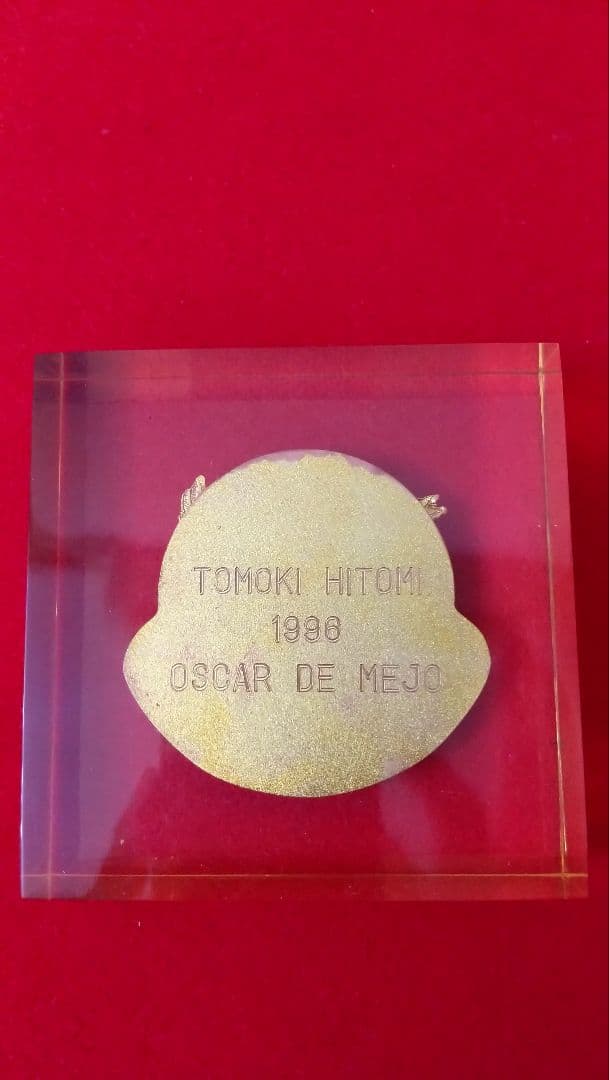 TOMOKI HITOMI
1996
OSCAR DE MEJO